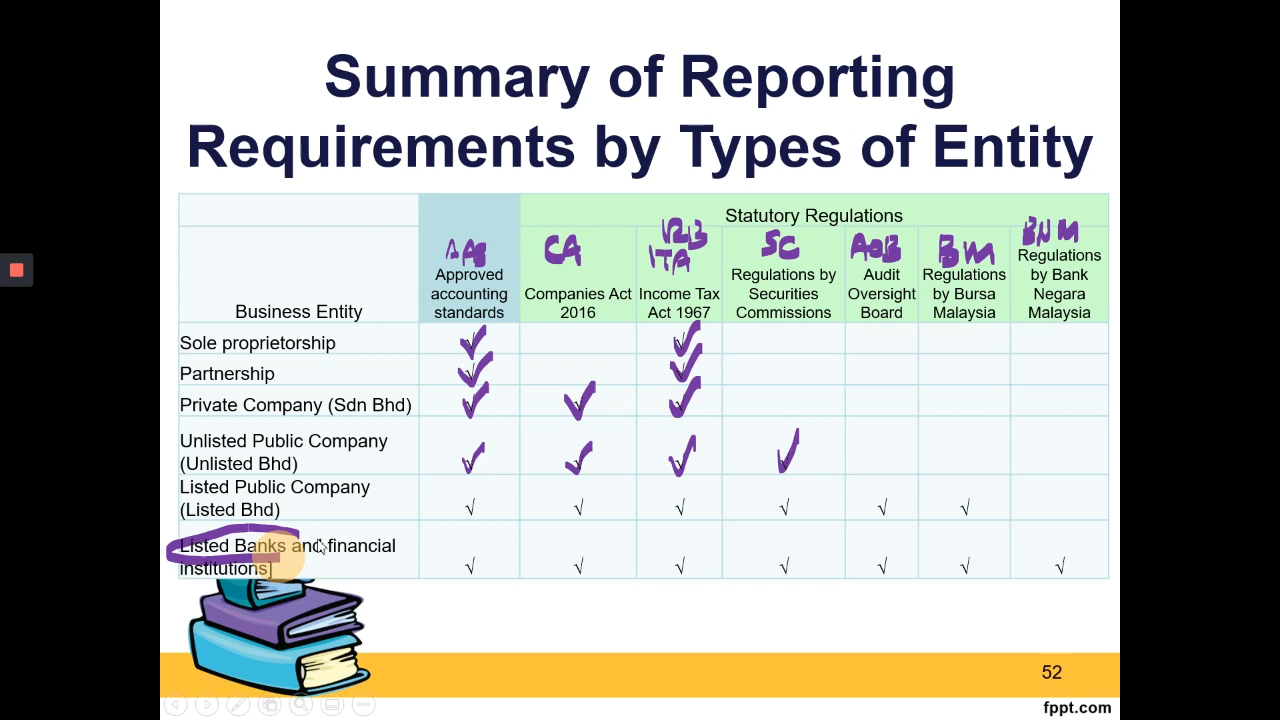 Summary of Reporting
Requirements by Types of Entity
Statutory Regulations
AAS
CA
LRB
ITA
SC
AOB
BM
BNM
Business Entity
Approved
accounting
standards
Companies Act
2016
Income Tax
Act 1967
Regulations by
Securities
Commissions
Audit
Oversight
Board
Regulations
by Bursa
Malaysia
Regulations
by Bank
Negara
Malaysia
Sole proprietorship √ √
Partnership √ √
Private Company (Sdn Bhd) √ √ √
Unlisted Public Company
(Unlisted Bhd) √ √ √ √
Listed Public Company
(Listed Bhd) √ √ √ √ √ √
Listed Banks and financial
institutions] √ √ √ √ √ √ √
52
fppt.com